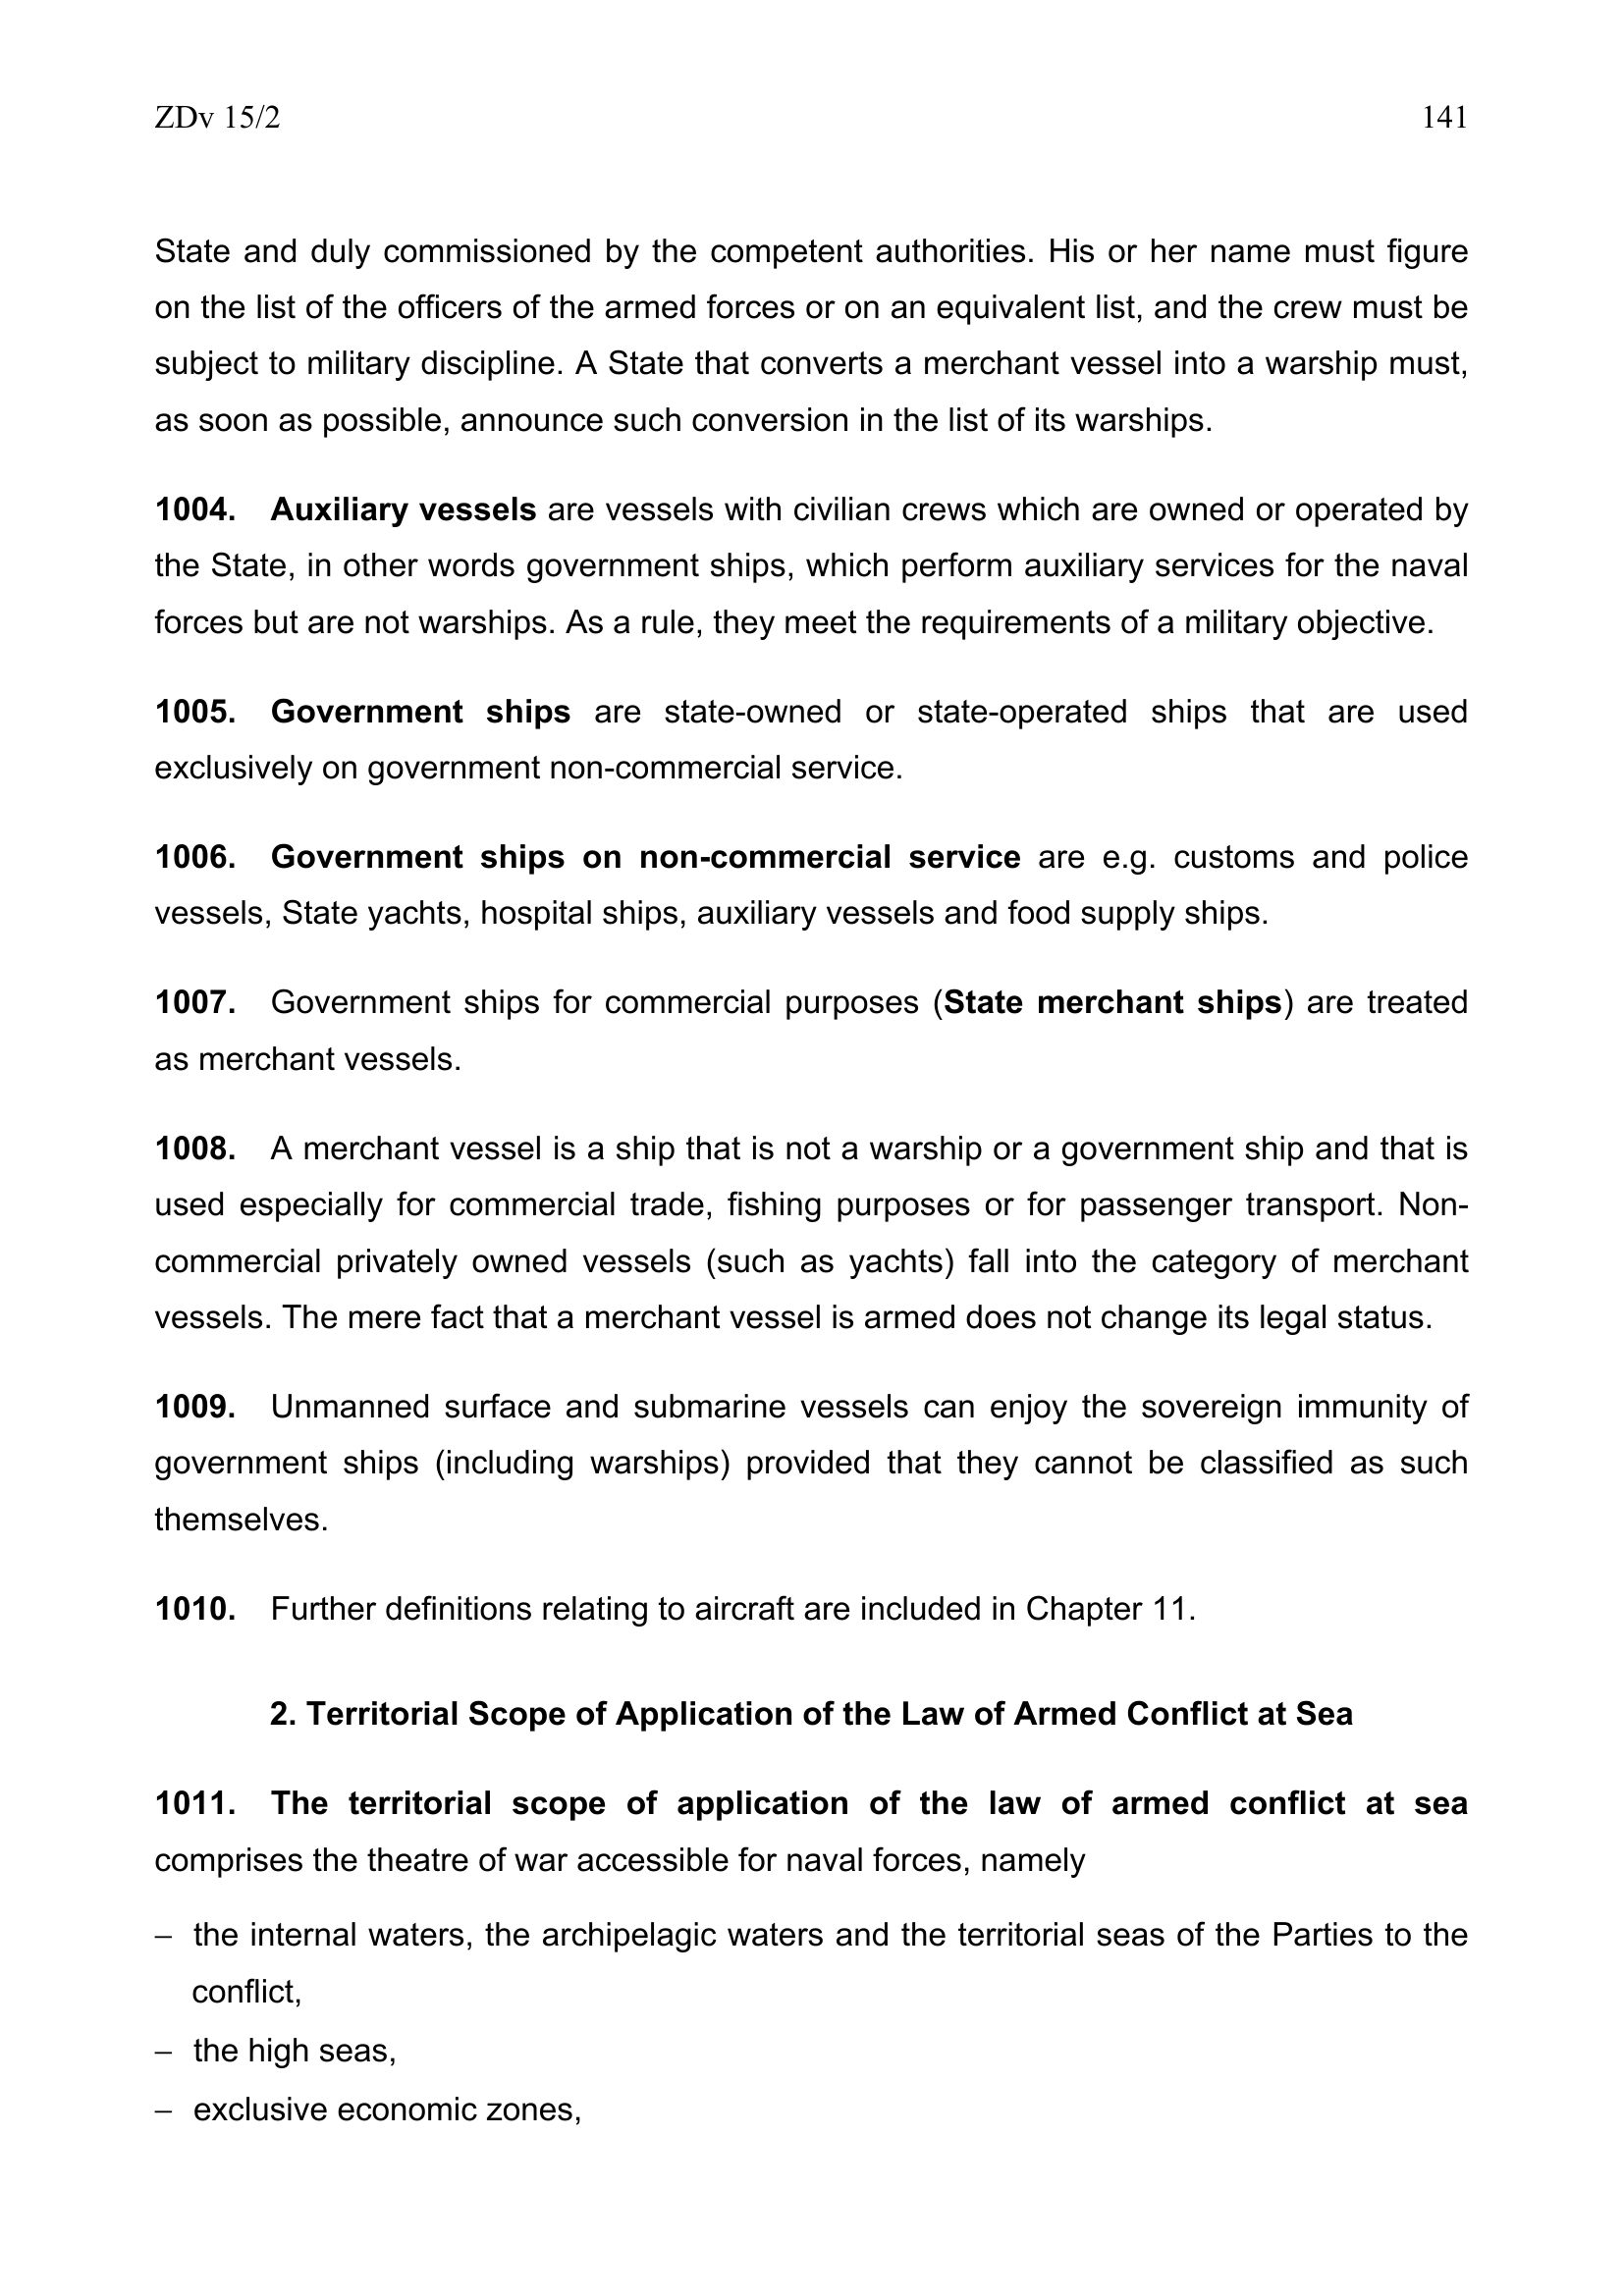 ZDv 15/2 141
State and duly commissioned by the competent authorities. His or her name must figure
on the list of the officers of the armed forces or on an equivalent list, and the crew must be
subject to military discipline. A State that converts a merchant vessel into a warship must,
as soon as possible, announce such conversion in the list of its warships.
1004. Auxiliary vessels are vessels with civilian crews which are owned or operated by
the State, in other words government ships, which perform auxiliary services for the naval
forces but are not warships. As a rule, they meet the requirements of a military objective.
1005. Government ships are state-owned or state-operated ships that are used
exclusively on government non-commercial service.
1006. Government ships on non-commercial service are e.g. customs and police
vessels, State yachts, hospital ships, auxiliary vessels and food supply ships.
1007. Government ships for commercial purposes (State merchant ships) are treated
as merchant vessels.
1008. A merchant vessel is a ship that is not a warship or a government ship and that is
used especially for commercial trade, fishing purposes or for passenger transport. Non-
commercial privately owned vessels (such as yachts) fall into the category of merchant
vessels. The mere fact that a merchant vessel is armed does not change its legal status.
1009. Unmanned surface and submarine vessels can enjoy the sovereign immunity of
government ships (including warships) provided that they cannot be classified as such
themselves.
1010. Further definitions relating to aircraft are included in Chapter 11.
2. Territorial Scope of Application of the Law of Armed Conflict at Sea
1011. The territorial scope of application of the law of armed conflict at sea
comprises the theatre of war accessible for naval forces, namely
– the internal waters, the archipelagic waters and the territorial seas of the Parties to the
conflict,
– the high seas,
– exclusive economic zones,